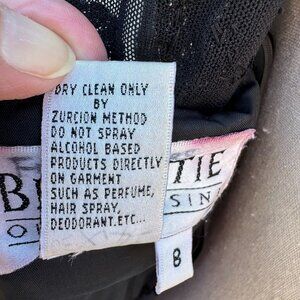 DRY CLEAN ONLY
BY
ZURCION METHOD
DO NOT SPRAY
ALCOHOL BASED
PRODUCTS DIRECTLY
ON GARMENT
SUCH AS PERFUME,
HAIR SPRAY,
DEODORANT.ETC...
TIE
SIN
8